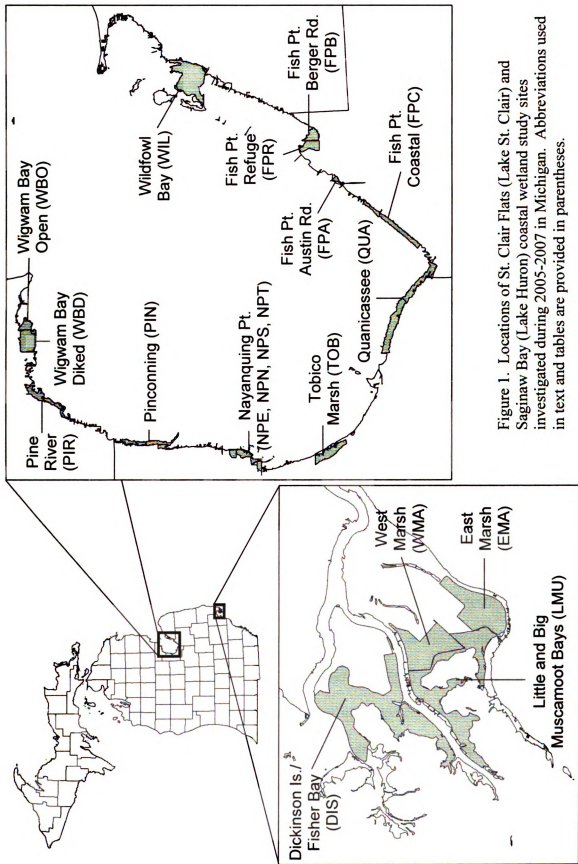 Wigwam Bay
Open (WBO)
Wigwam Bay
Diked (WBD)
Pine
River
(PIR)
Pinconning (PIN)
Nayanquing Pt.
(NPE, NPN, NPS, NPT)
Tobico
Marsh (TOB)
Quanicassee (QUA)
Wildfowl
Bay (WIL)
Fish Pt.
Refuge
(FPR)
Fish Pt.
Berger Rd.
(FPB)
Fish Pt.
Austin Rd.
(FPA)
Fish Pt.
Coastal (FPC)
Dickinson Is./
Fisher Bay
(DIS)
West
Marsh
(WMA)
East
Marsh
(EMA)
Little and Big
Muscamoot Bays (LMU)
Figure 1. Locations of St. Clair Flats (Lake St. Clair) and
Saginaw Bay (Lake Huron) coastal wetland study sites
investigated during 2005-2007 in Michigan. Abbreviations used
in text and tables are provided in parentheses.